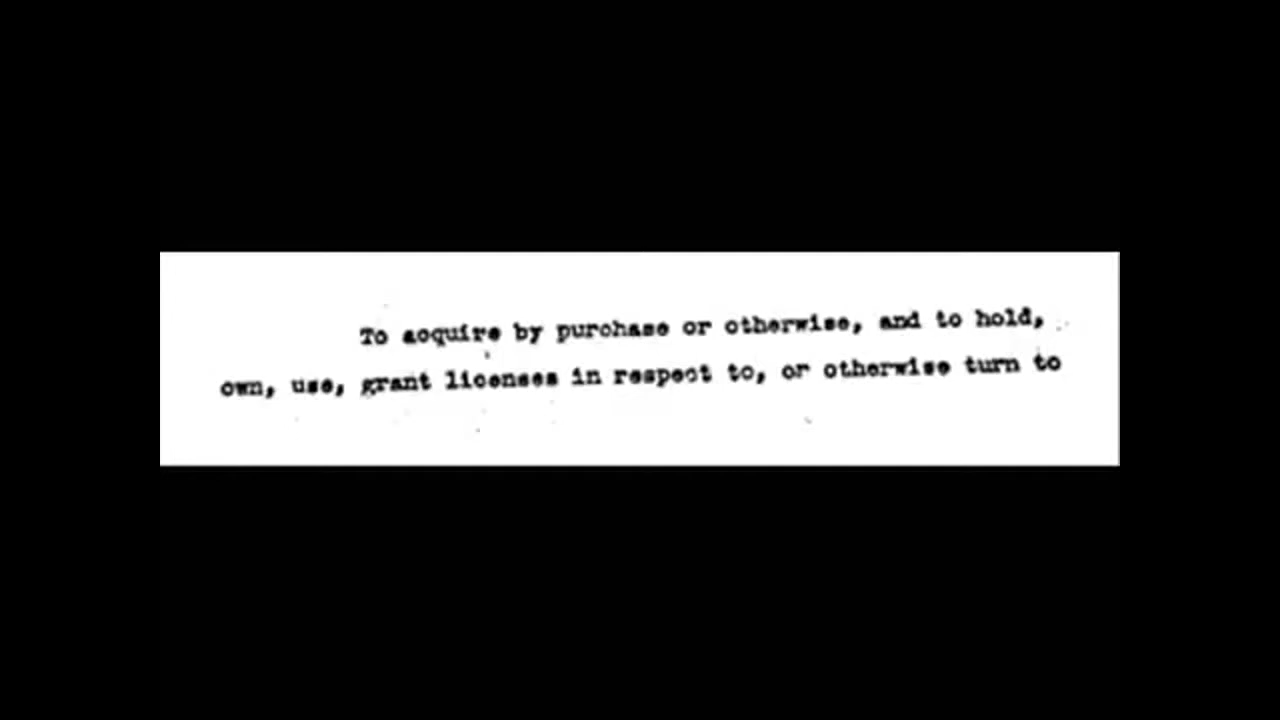 To acquire by purchase or otherwise, and to hold,
own, use, grant licenses in respect to, or otherwise turn to